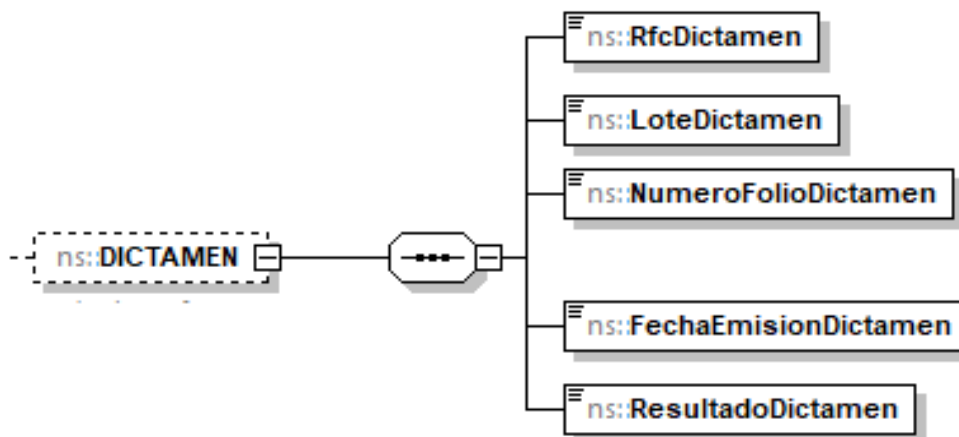 ns::RfcDictamen
ns::LoteDictamen
ns::NumeroFolioDictamen
ns::DICTAMEN
ns::FechaEmisionDictamen
ns::ResultadoDictamen